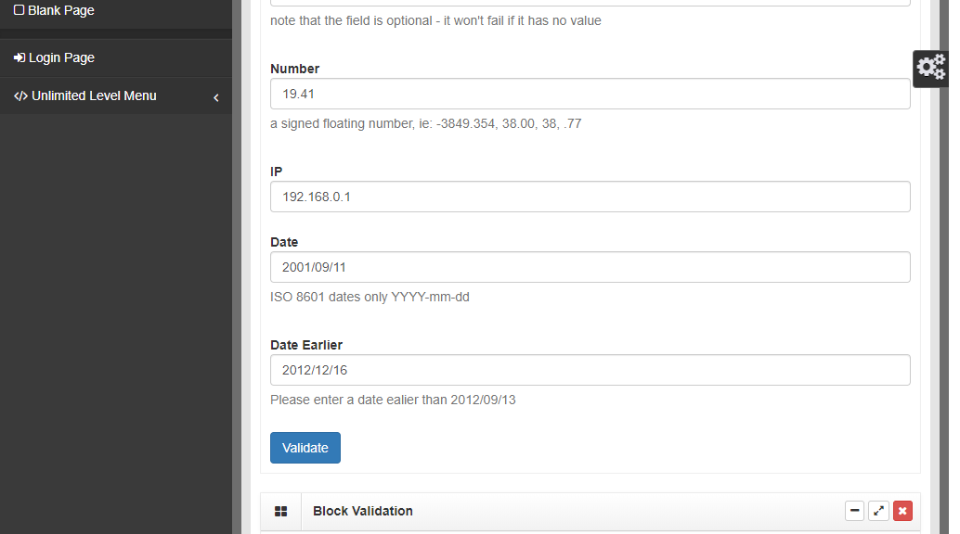 Blank Page
Login Page
</> Unlimited Level Menu
note that the field is optional - it won't fail if it has no value
Number
19.41
a signed floating number, ie: -3849.354, 38.00, 38, .77
IP
192.168.0.1
Date
2001/09/11
ISO 8601 dates only YYYY-mm-dd
Date Earlier
2012/12/16
Please enter a date ealier than 2012/09/13
Validate
Block Validation